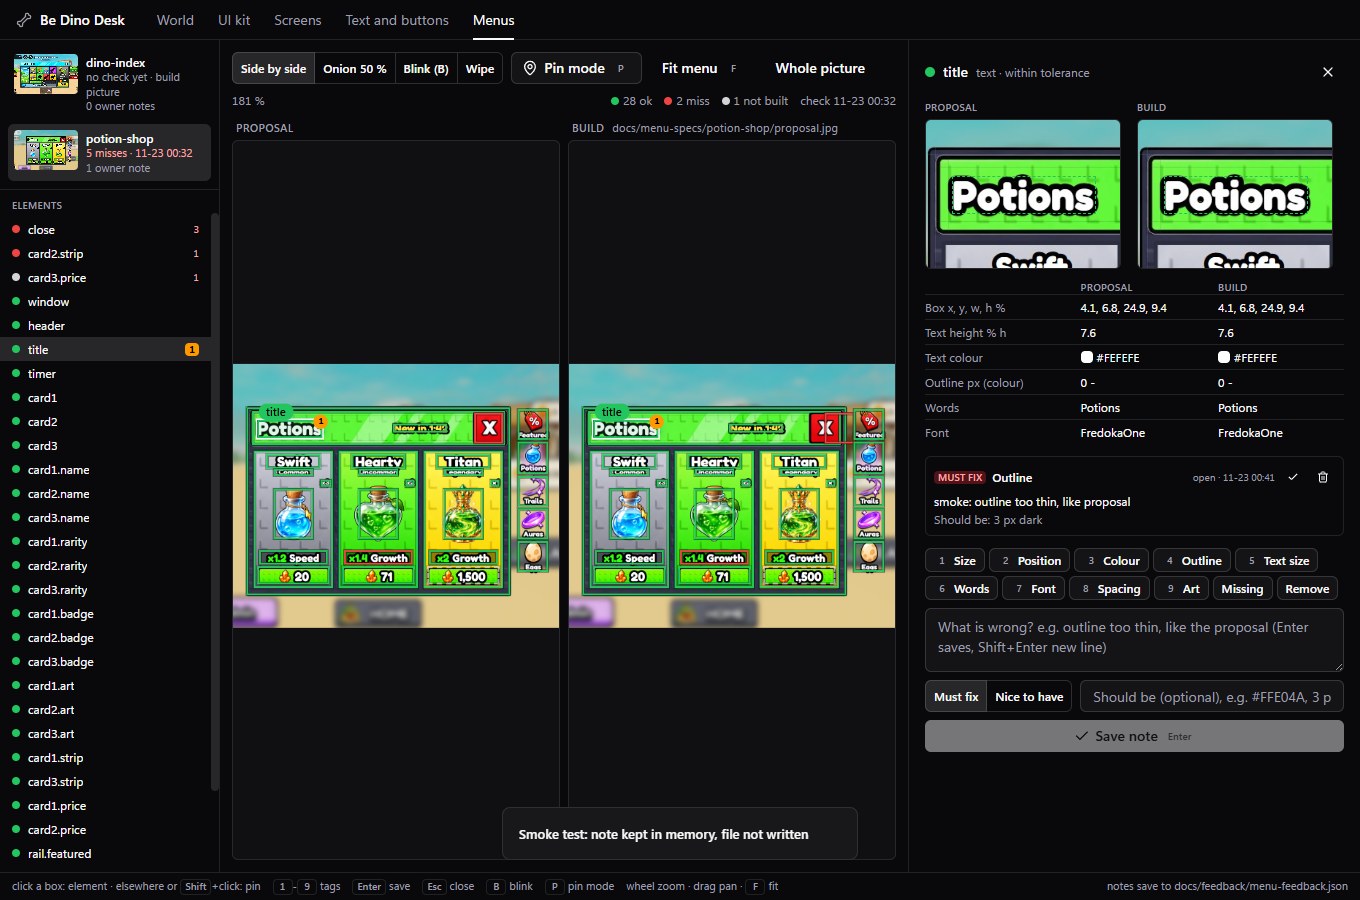 Be Dino Desk
World
UI kit
Screens
Text and buttons
Menus
dino-index
no check yet · build
picture
0 owner notes
potion-shop
5 misses · 11-23 00:32
1 owner note
ELEMENTS
close 3
card2.strip 1
card3.price 1
window
header
title 1
timer
card1
card2
card3
card1.name
card2.name
card3.name
card1.rarity
card2.rarity
card3.rarity
card1.badge
card2.badge
card3.badge
card1.art
card2.art
card3.art
card1.strip
card3.strip
card1.price
card2.price
rail.featured
Side by side
Onion 50 %
Blink (B)
Wipe
Pin mode P
Fit menu F
Whole picture
181 %
28 ok
2 miss
1 not built
check 11-23 00:32
PROPOSAL
title
1
Potions
New in 1:42
X
%
Featured
Swift
Common
Hearty
Uncommon
Titan
Legendary
Potions
Trails
Auras
Eggs
x1.2 Speed
x1.4 Growth
x2 Growth
20
71
1,500
HOME
BUILD docs/menu-specs/potion-shop/proposal.jpg
title
1
Potions
New in 1:42
X
%
Featured
Swift
Common
Hearty
Uncommon
Titan
Legendary
Potions
Trails
Auras
Eggs
x1.2 Speed
x1.4 Growth
x2 Growth
20
71
1,500
HOME
Smoke test: note kept in memory, file not written
title text · within tolerance
PROPOSAL
BUILD
Potions
Swift
Potions
Swift
PROPOSAL BUILD
Box x, y, w, h % 4.1, 6.8, 24.9, 9.4 4.1, 6.8, 24.9, 9.4
Text height % h 7.6 7.6
Text colour #FEFEFE #FEFEFE
Outline px (colour) 0 - 0 -
Words Potions Potions
Font FredokaOne FredokaOne
MUST FIX Outline open · 11-23 00:41
smoke: outline too thin, like proposal
Should be: 3 px dark
1 Size
2 Position
3 Colour
4 Outline
5 Text size
6 Words
7 Font
8 Spacing
9 Art
Missing
Remove
What is wrong? e.g. outline too thin, like the proposal (Enter
saves, Shift+Enter new line)
Must fix
Nice to have
Should be (optional), e.g. #FFE04A, 3 p
Save note Enter
click a box: element · elsewhere or Shift +click: pin 1 - 9 tags Enter save Esc close B blink P pin mode wheel zoom · drag pan · F fit
notes save to docs/feedback/menu-feedback.json